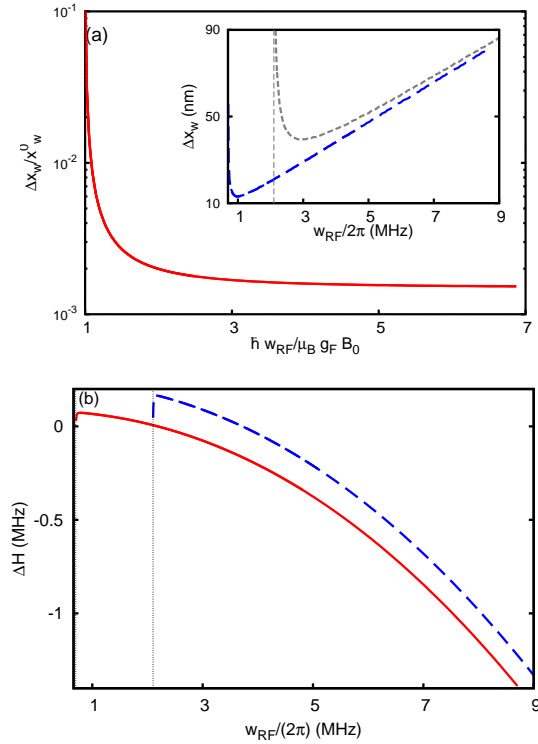 (a)
10⁻¹
10⁻²
10⁻³
Δx_w/x⁰_w
1 3 5 7
ħ w_RF/μ_B g_F B_0
90
50
10
Δx_w (nm)
1 3 5 7 9
w_RF/2π (MHz)
(b)
0
-0.5
-1
ΔH (MHz)
1 3 5 7 9
w_RF/(2π) (MHz)